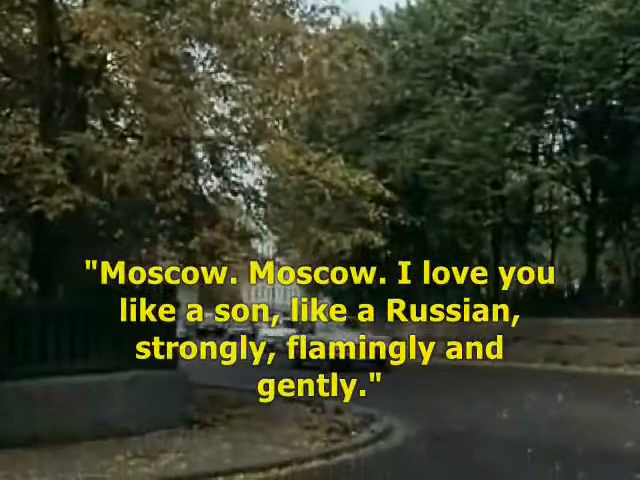 "Moscow. Moscow. I love you
like a son, like a Russian,
strongly, flamingly and
gently."